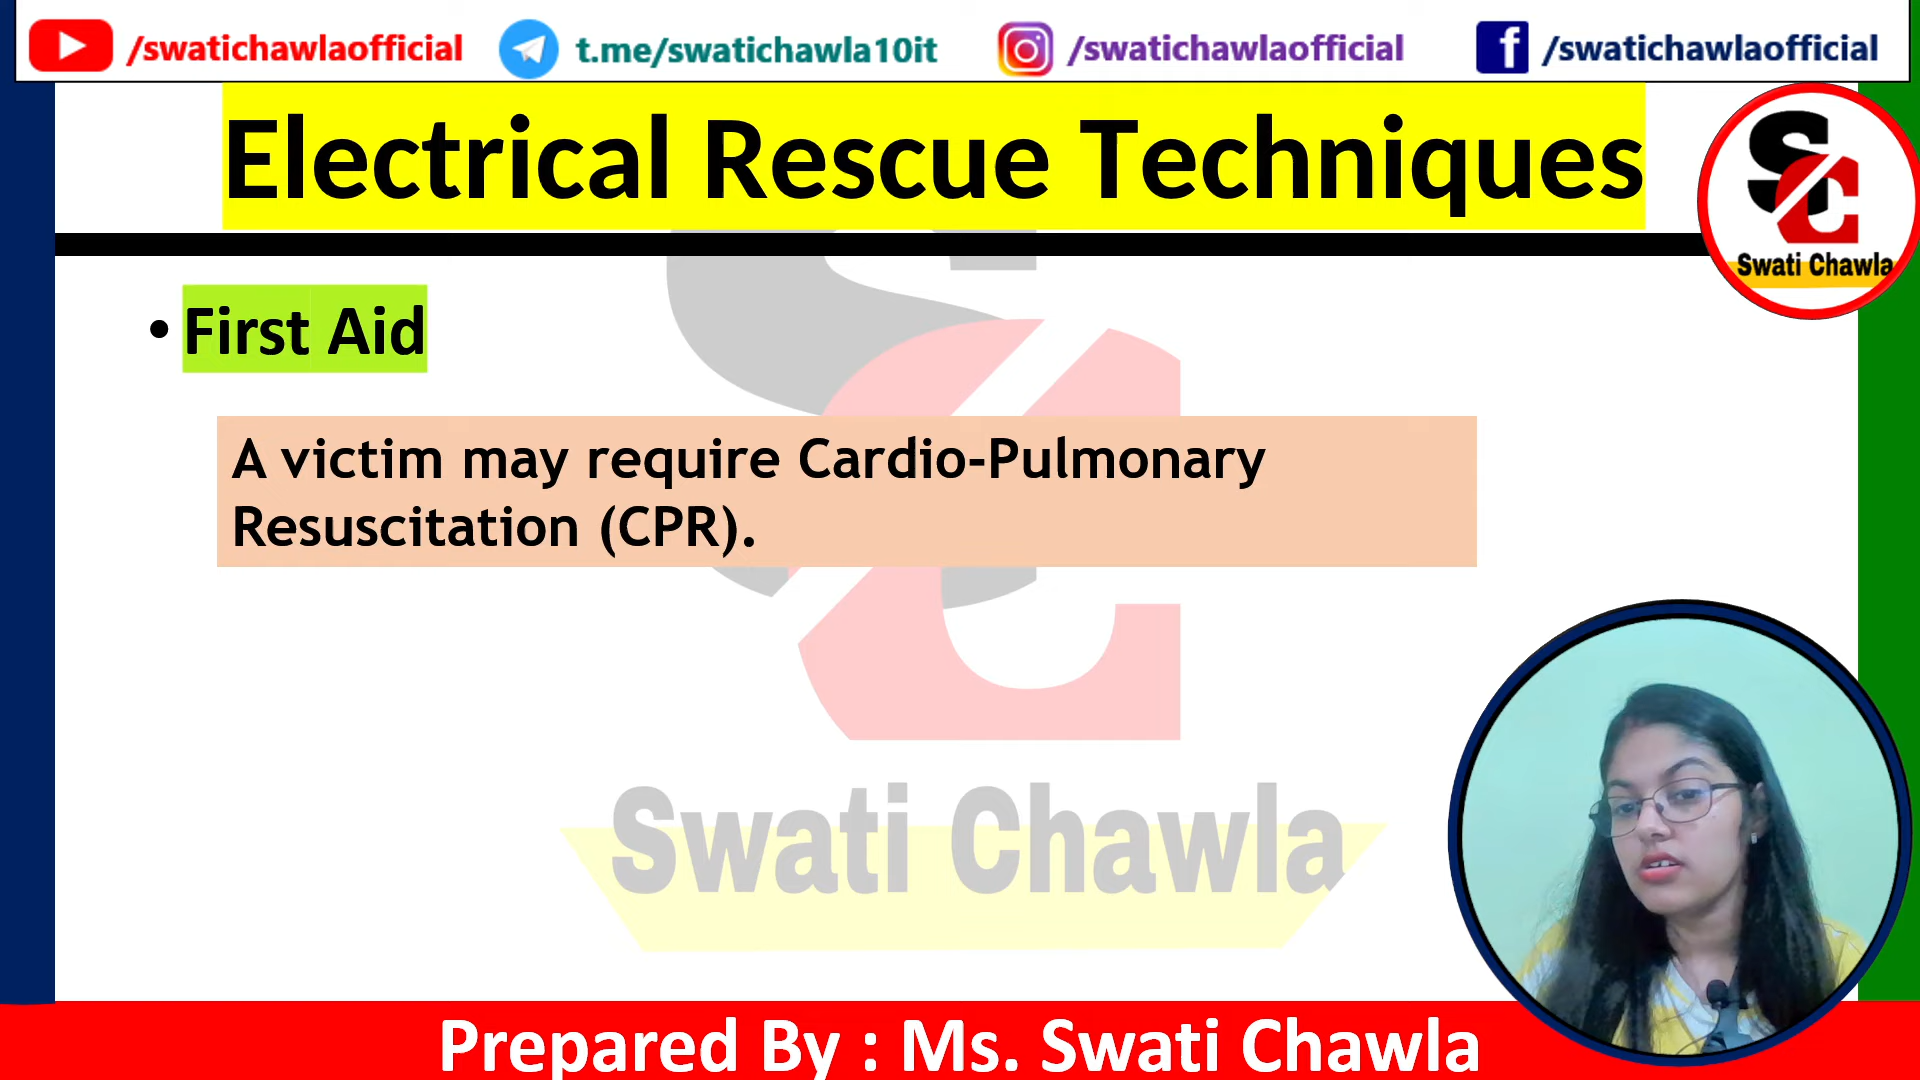 /swatichawlaofficial t.me/swatichawla10it /swatichawlaofficial /swatichawlaofficial
Electrical Rescue Techniques
SC
Swati Chawla
• First Aid
A victim may require Cardio-Pulmonary
Resuscitation (CPR).
Swati Chawla
Prepared By : Ms. Swati Chawla